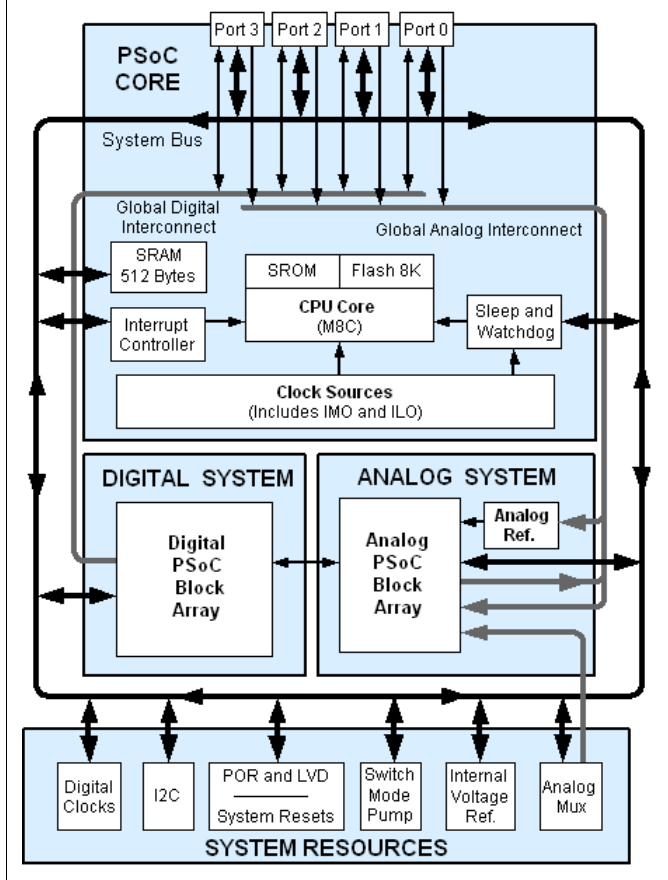 Port 3
Port 2
Port 1
Port 0
PSoC
CORE
System Bus
Global Digital
Interconnect
Global Analog Interconnect
SRAM
512 Bytes
SROM
Flash 8K
CPU Core
(M8C)
Interrupt
Controller
Sleep and
Watchdog
Clock Sources
(Includes IMO and ILO)
DIGITAL SYSTEM
ANALOG SYSTEM
Digital
PSoC
Block
Array
Analog
PSoC
Block
Array
Analog
Ref.
Digital
Clocks
I2C
POR and LVD
System Resets
Switch
Mode
Pump
Internal
Voltage
Ref.
Analog
Mux
SYSTEM RESOURCES